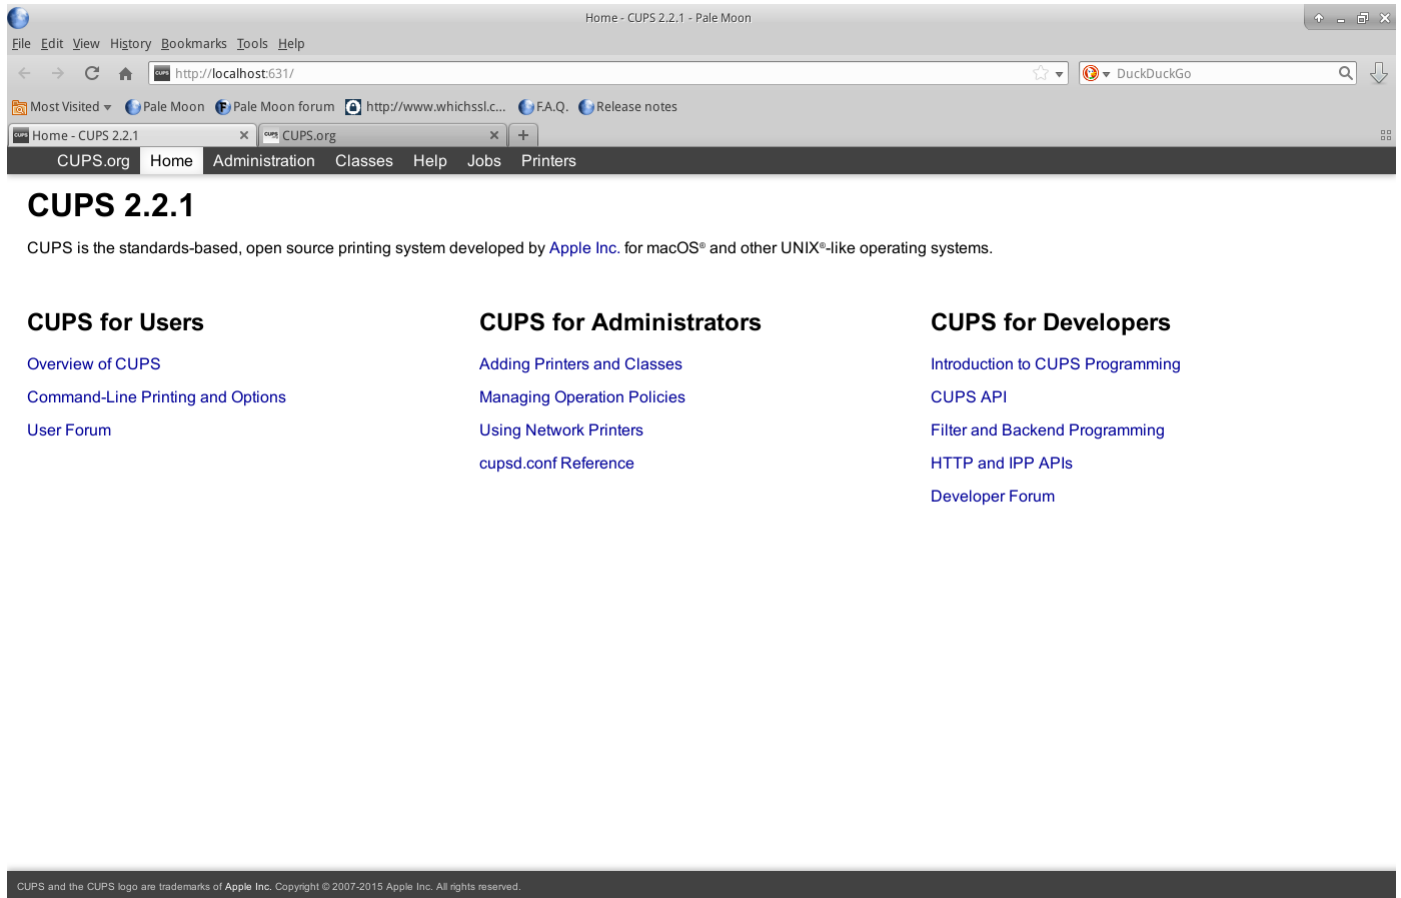 Home - CUPS 2.2.1 - Pale Moon
File Edit View History Bookmarks Tools Help
http://localhost:631/ DuckDuckGo
Most Visited Pale Moon Pale Moon forum http://www.whichssl.c... F.A.Q. Release notes
Home - CUPS 2.2.1 CUPS.org
CUPS.org Home Administration Classes Help Jobs Printers
CUPS 2.2.1
CUPS is the standards-based, open source printing system developed by Apple Inc. for macOS® and other UNIX®-like operating systems.
CUPS for Users
Overview of CUPS
Command-Line Printing and Options
User Forum
CUPS for Administrators
Adding Printers and Classes
Managing Operation Policies
Using Network Printers
cupsd.conf Reference
CUPS for Developers
Introduction to CUPS Programming
CUPS API
Filter and Backend Programming
HTTP and IPP APIs
Developer Forum
CUPS and the CUPS logo are trademarks of Apple Inc. Copyright © 2007-2015 Apple Inc. All rights reserved.